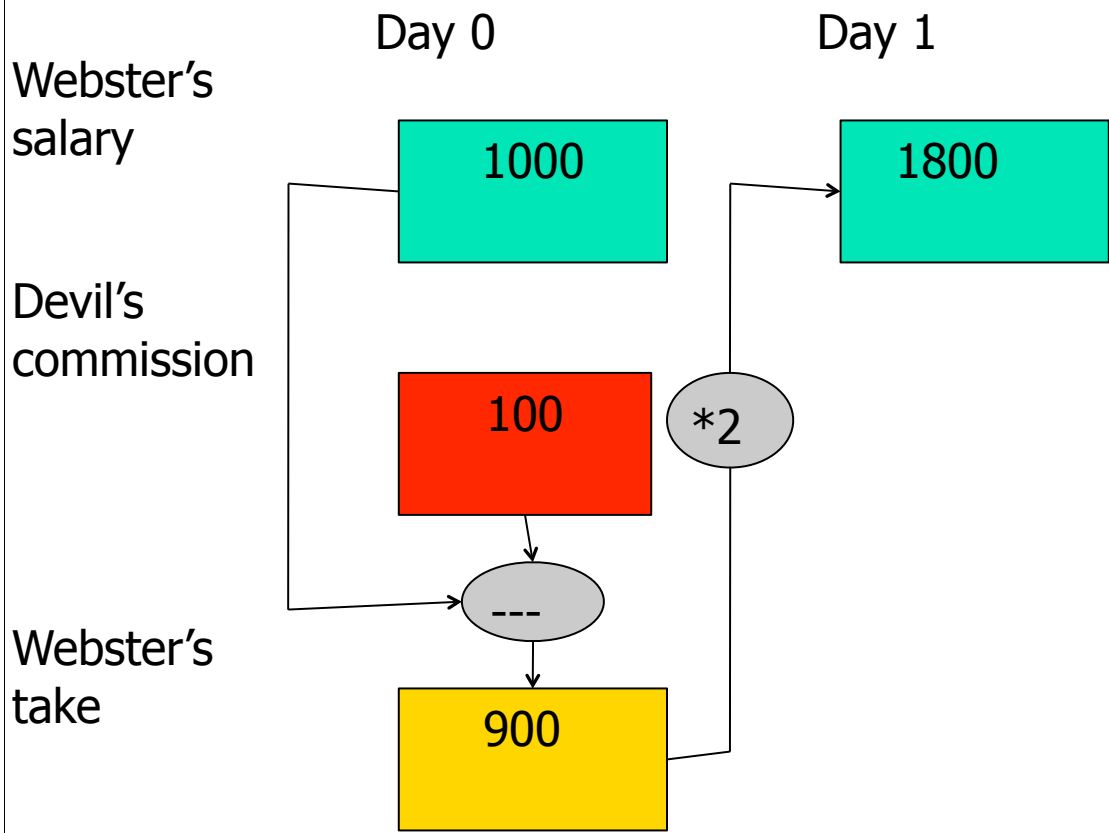 Day 0
Day 1
Webster’s
salary
1000
1800
Devil’s
commission
100
*2
---
Webster’s
take
900